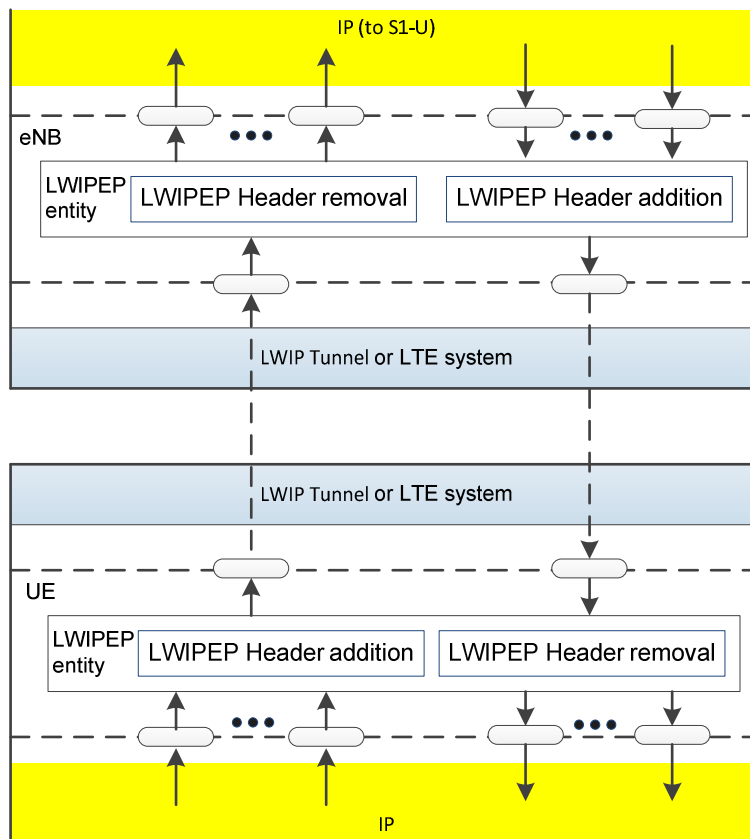 IP (to S1-U)
eNB
LWIPEP
entity
LWIPEP Header removal
LWIPEP Header addition
LWIP Tunnel or LTE system
LWIP Tunnel or LTE system
UE
LWIPEP
entity
LWIPEP Header addition
LWIPEP Header removal
IP